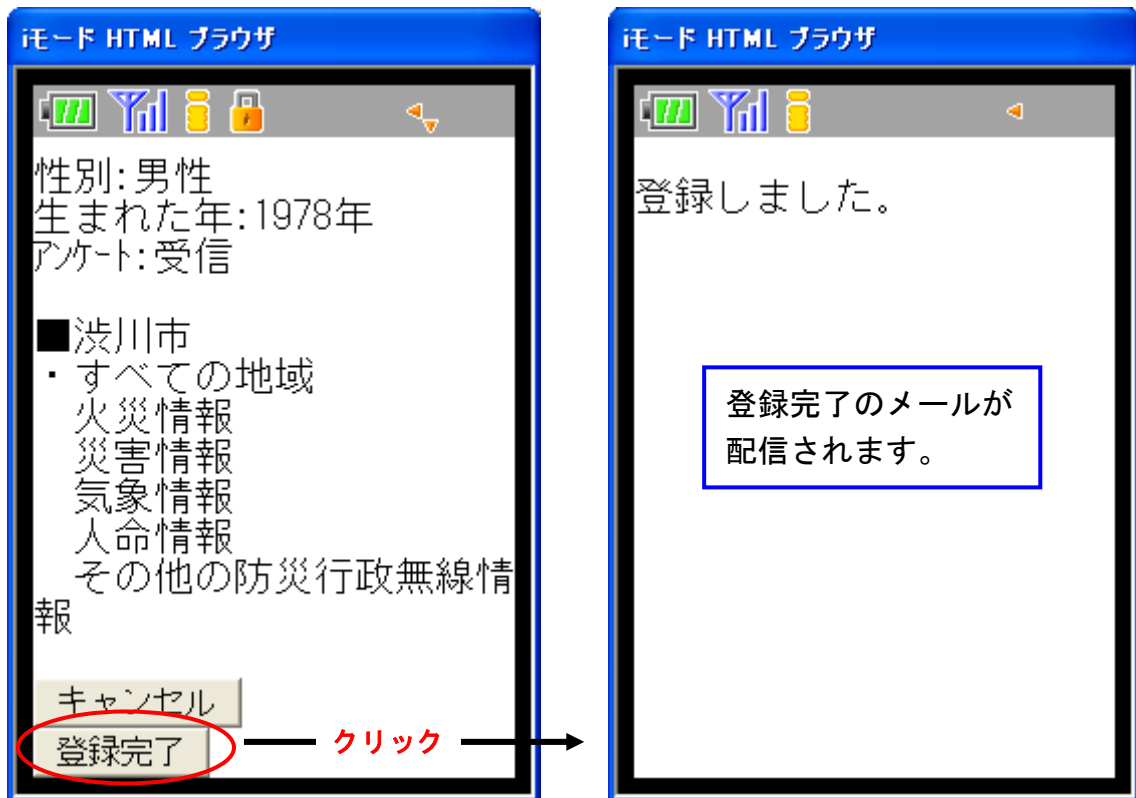 iモード HTML ブラウザ
性別:男性
生まれた年:1978年
ｱﾝｹｰﾄ:受信
■渋川市
・すべての地域
火災情報
災害情報
気象情報
人命情報
その他の防災行政無線情
報
キャンセル
登録完了
クリック
iモード HTML ブラウザ
登録しました。
登録完了のメールが
配信されます。